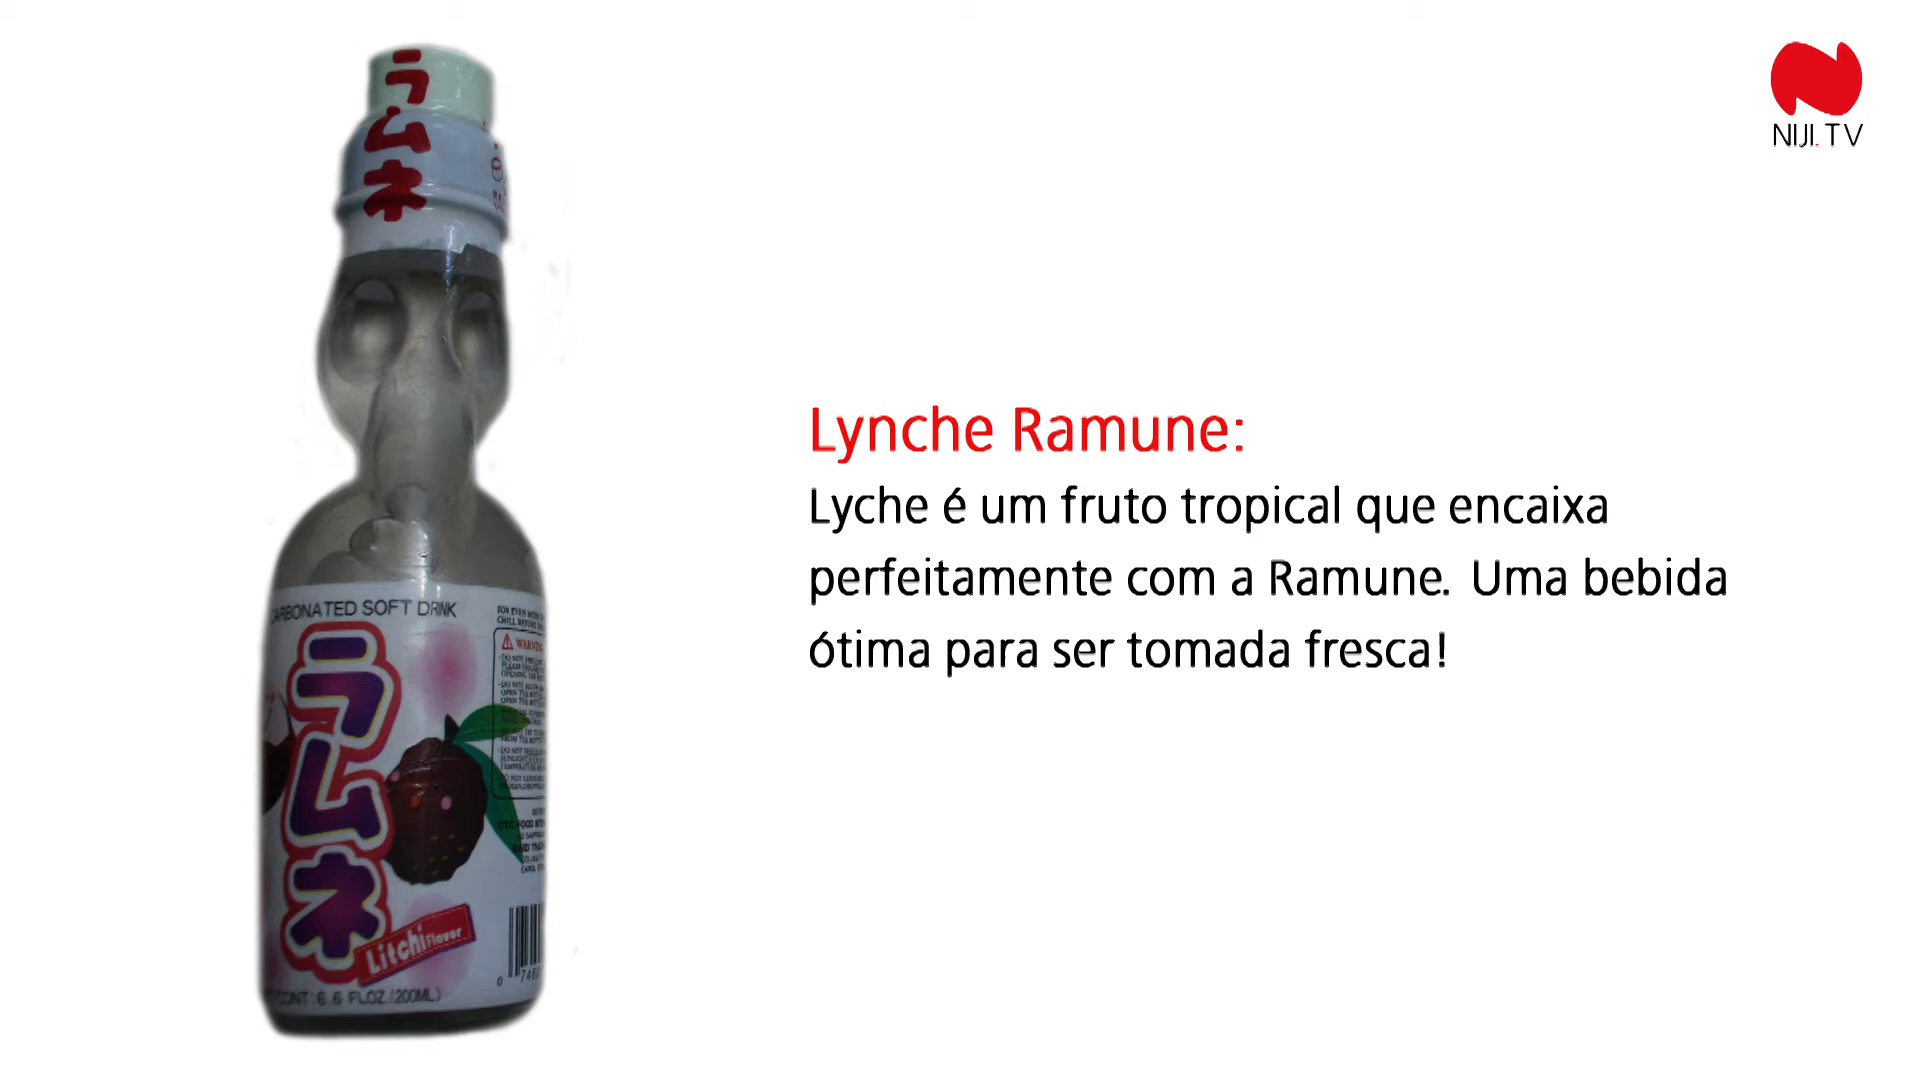 ラムネ
NIJI.TV
Lynche Ramune:
Lyche é um fruto tropical que encaixa
perfeitamente com a Ramune. Uma bebida
ótima para ser tomada fresca!
CARBONATED SOFT DRINK
ラムネ
WARNING
Litchi Flavor
CONT:6.6 FL.OZ.(200ML)